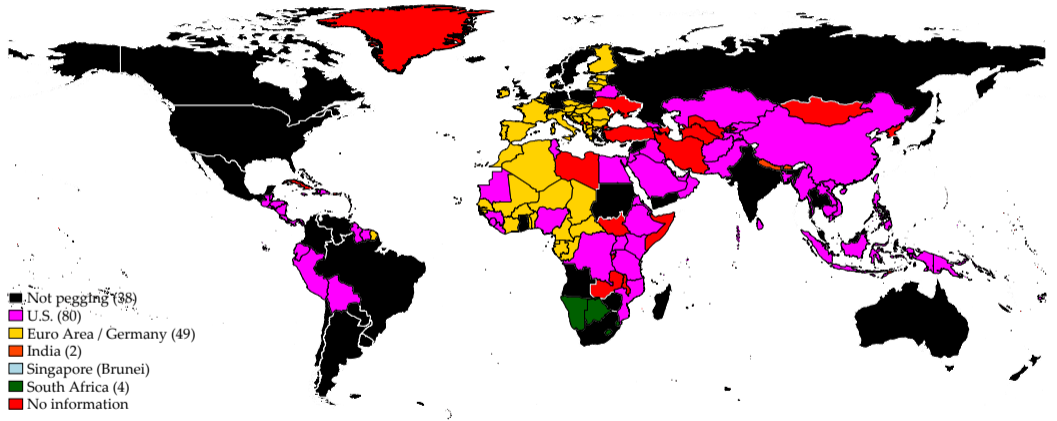 Not pegging (38)
U.S. (80)
Euro Area / Germany (49)
India (2)
Singapore (Brunei)
South Africa (4)
No information